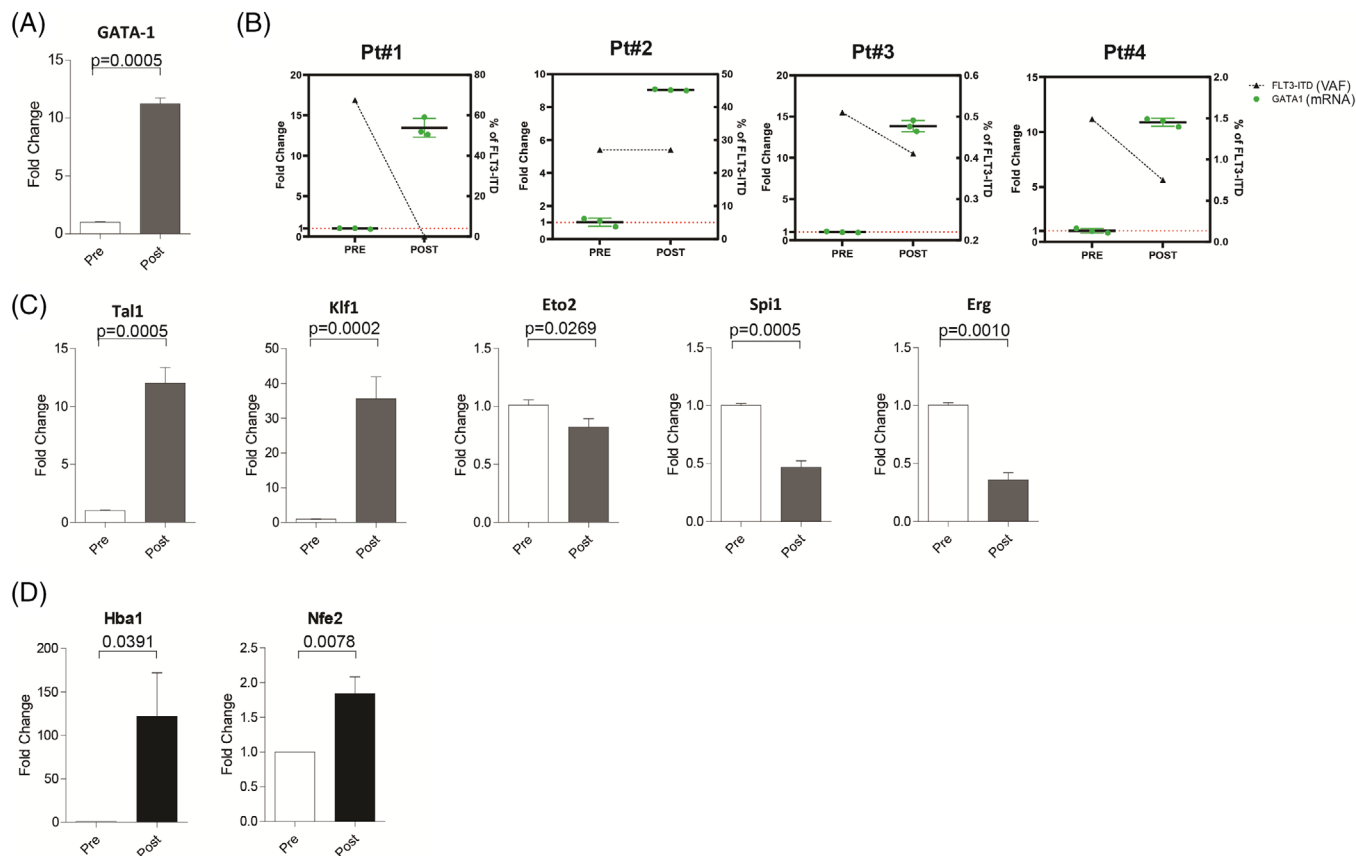 (A)
GATA-1
p=0.0005
Fold Change
15
10
5
0
Pre
Post
(B)
Pt#1
Fold Change
20
15
10
5
1
80
60
40
20
0
% of FLT3-ITD
PRE
POST
Pt#2
Fold Change
10
8
6
4
2
1
0
50
40
30
20
10
0
% of FLT3-ITD
PRE
POST
Pt#3
Fold Change
20
15
10
5
1
0.6
0.5
0.4
0.3
0.2
% of FLT3-ITD
PRE
POST
Pt#4
Fold Change
15
10
5
1
0
2.0
1.5
1.0
0.5
0.0
% of FLT3-ITD
PRE
POST
FLT3-ITD (VAF)
GATA1 (mRNA)
(C)
Tal1
p=0.0005
Fold Change
15
10
5
0
Pre
Post
Klf1
p=0.0002
Fold Change
50
40
30
20
10
0
Pre
Post
Eto2
p=0.0269
Fold Change
1.5
1.0
0.5
0.0
Pre
Post
Spi1
p=0.0005
Fold Change
1.5
1.0
0.5
0.0
Pre
Post
Erg
p=0.0010
Fold Change
1.5
1.0
0.5
0.0
Pre
Post
(D)
Hba1
0.0391
Fold Change
200
150
100
50
0
Pre
Post
Nfe2
0.0078
Fold Change
2.5
2.0
1.5
1.0
0.5
0.0
Pre
Post